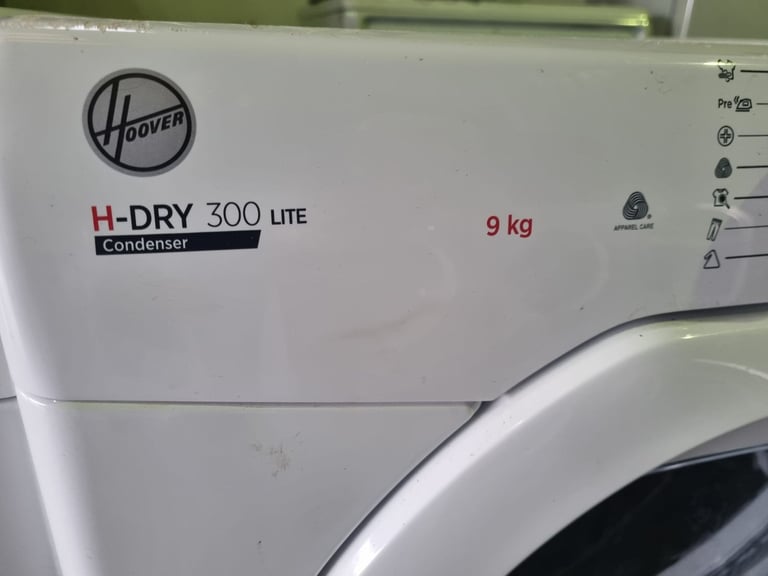 HOOVER
H-DRY 300 LITE
Condenser
9 kg
APPAREL CARE
Pre